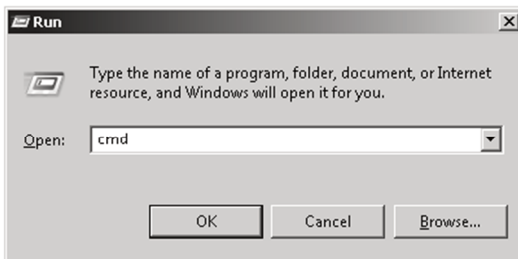 Run
Type the name of a program, folder, document, or Internet
resource, and Windows will open it for you.
Open: cmd
OK Cancel Browse...